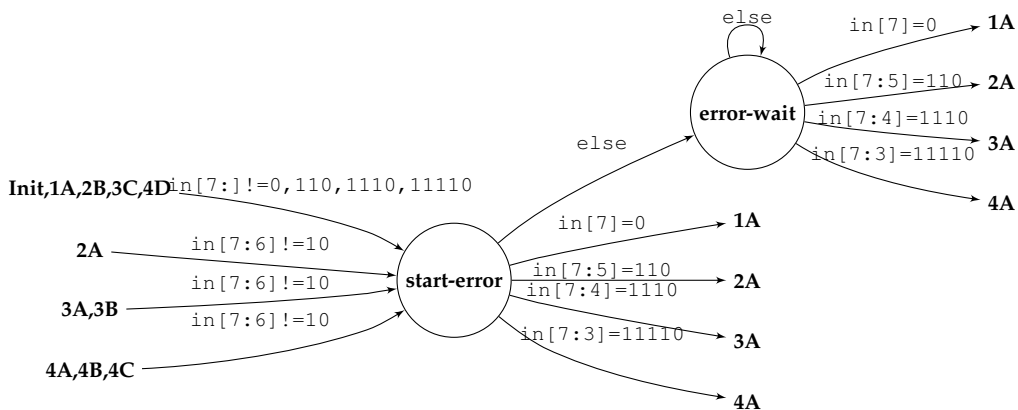 else
in[7]=0
1A
in[7:5]=110
2A
error-wait
in[7:4]=1110
3A
in[7:3]=11110
4A
else
Init,1A,2B,3C,4D
in[7:]!=0,110,1110,11110
in[7]=0
1A
2A
in[7:6]!=10
start-error
in[7:5]=110
2A
in[7:6]!=10
in[7:4]=1110
3A,3B
in[7:6]!=10
in[7:3]=11110
3A
4A,4B,4C
4A